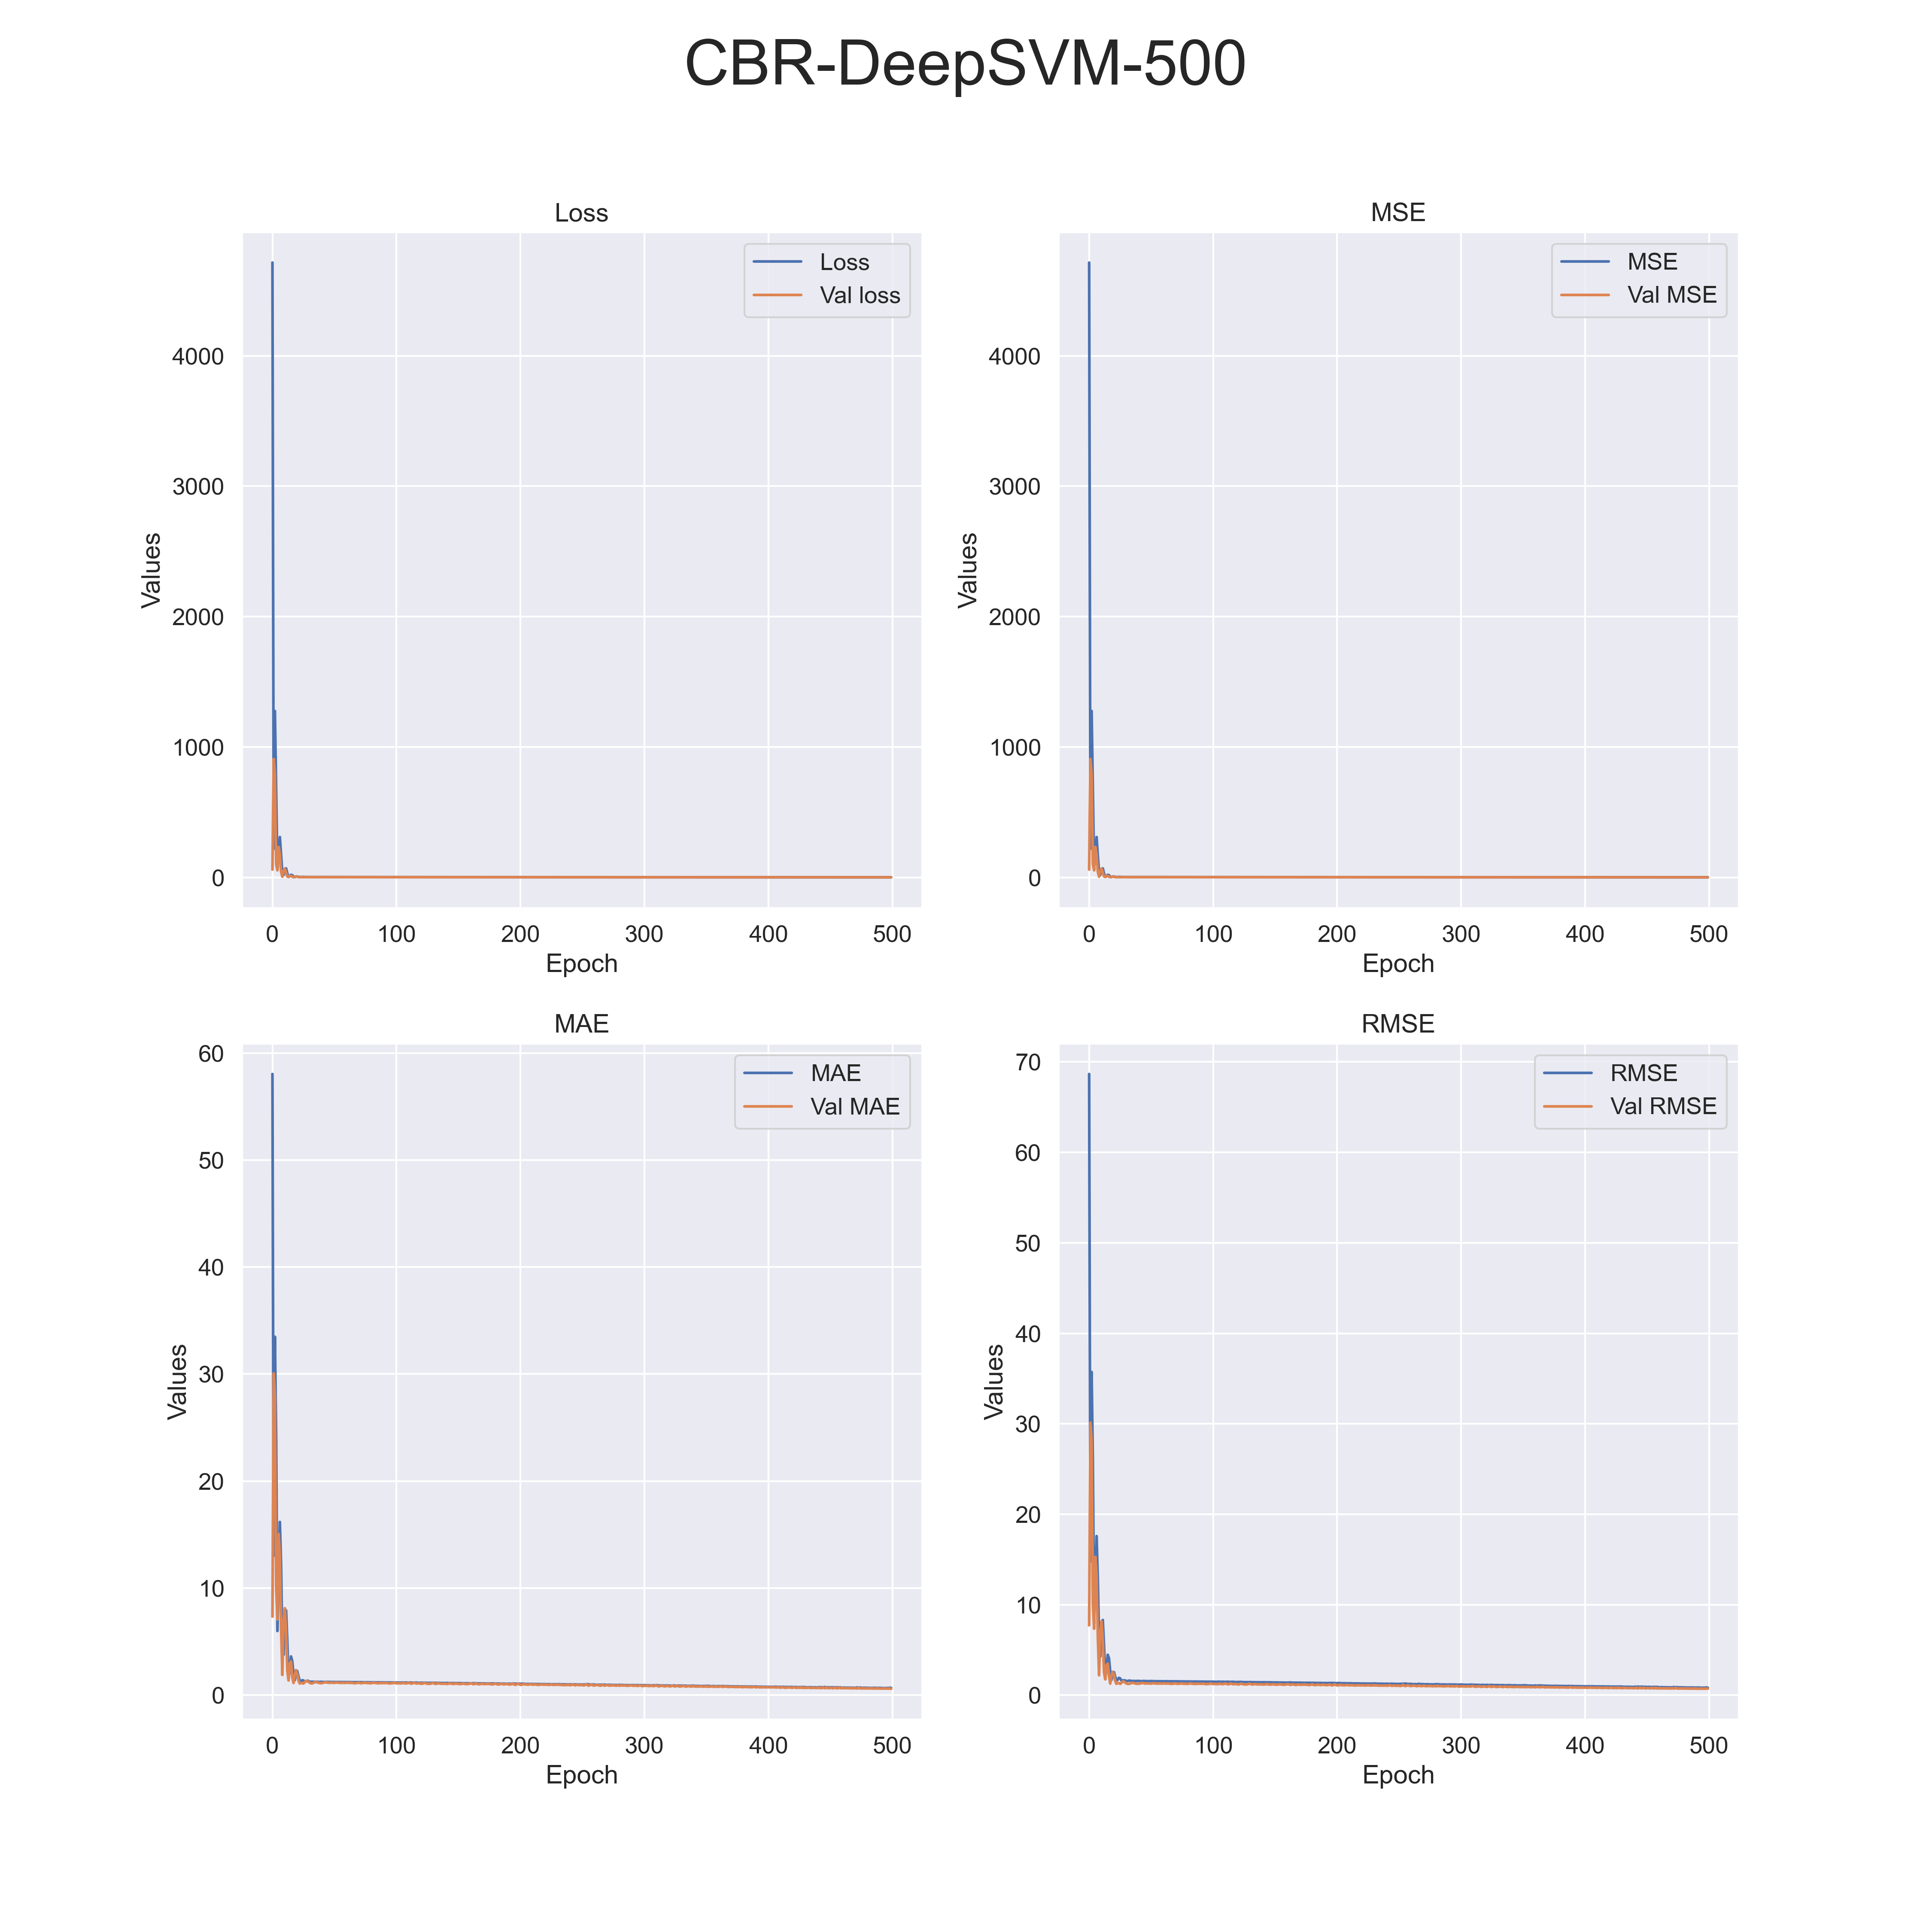 CBR-DeepSVM-500
Loss
Loss
Val loss
4000
3000
2000
1000
0
Values
0 100 200 300 400 500
Epoch
MSE
MSE
Val MSE
4000
3000
2000
1000
0
Values
0 100 200 300 400 500
Epoch
MAE
MAE
Val MAE
60
50
40
30
20
10
0
Values
0 100 200 300 400 500
Epoch
RMSE
RMSE
Val RMSE
70
60
50
40
30
20
10
0
Values
0 100 200 300 400 500
Epoch